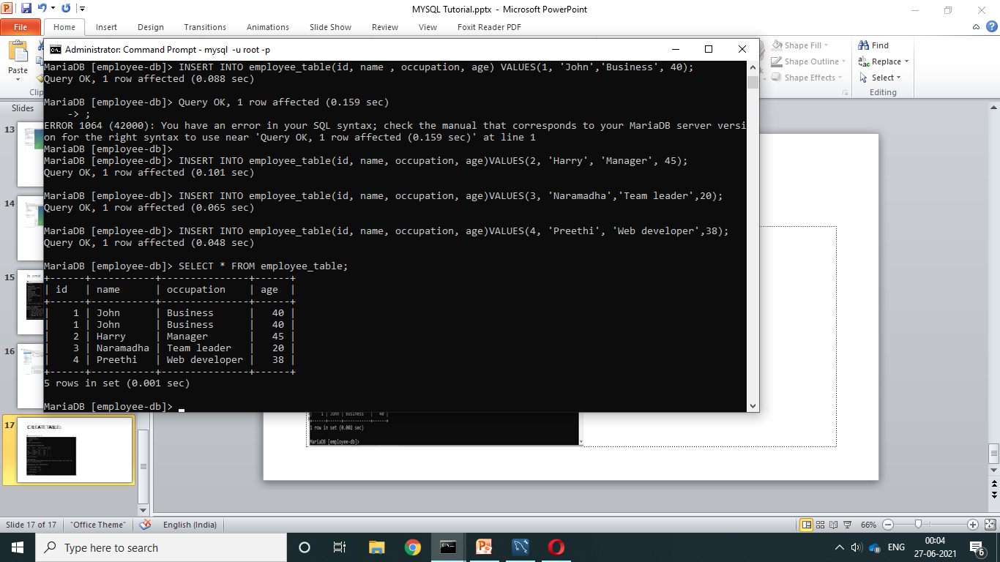 MYSQL Tutorial.pptx - Microsoft PowerPoint
File Home Insert Design Transitions Animations Slide Show Review View Foxit Reader PDF
Paste
Shape Fill
Shape Outline
Shape Effects
Find
Replace
Select
Editing
Slides
Administrator: Command Prompt - mysql -u root -p
MariaDB [employee-db]> INSERT INTO employee_table(id, name , occupation, age) VALUES(1, 'John','Business', 40);
Query OK, 1 row affected (0.088 sec)
MariaDB [employee-db]> Query OK, 1 row affected (0.159 sec)
-> ;
ERROR 1064 (42000): You have an error in your SQL syntax; check the manual that corresponds to your MariaDB server versi
on for the right syntax to use near 'Query OK, 1 row affected (0.159 sec)' at line 1
MariaDB [employee-db]>
MariaDB [employee-db]> INSERT INTO employee_table(id, name, occupation, age)VALUES(2, 'Harry', 'Manager', 45);
Query OK, 1 row affected (0.101 sec)
MariaDB [employee-db]> INSERT INTO employee_table(id, name, occupation, age)VALUES(3, 'Naramadha','Team leader',20);
Query OK, 1 row affected (0.065 sec)
MariaDB [employee-db]> INSERT INTO employee_table(id, name, occupation, age)VALUES(4, 'Preethi', 'Web developer',38);
Query OK, 1 row affected (0.048 sec)
MariaDB [employee-db]> SELECT * FROM employee_table;
+------+-----------+---------------+------+
| id | name | occupation | age |
+------+-----------+---------------+------+
| 1 | John | Business | 40 |
| 1 | John | Business | 40 |
| 2 | Harry | Manager | 45 |
| 3 | Naramadha | Team leader | 20 |
| 4 | Preethi | Web developer | 38 |
+------+-----------+---------------+------+
5 rows in set (0.001 sec)
MariaDB [employee-db]>
13
14
15
in cmd
16
17
CREATE TABLE:
| 1 | John | Business | 40 |
1 row in set (0.002 sec)
MariaDB [employee-db]>
Slide 17 of 17 "Office Theme" English (India) 66%
Type here to search
ENG
00:04
27-06-2021
6